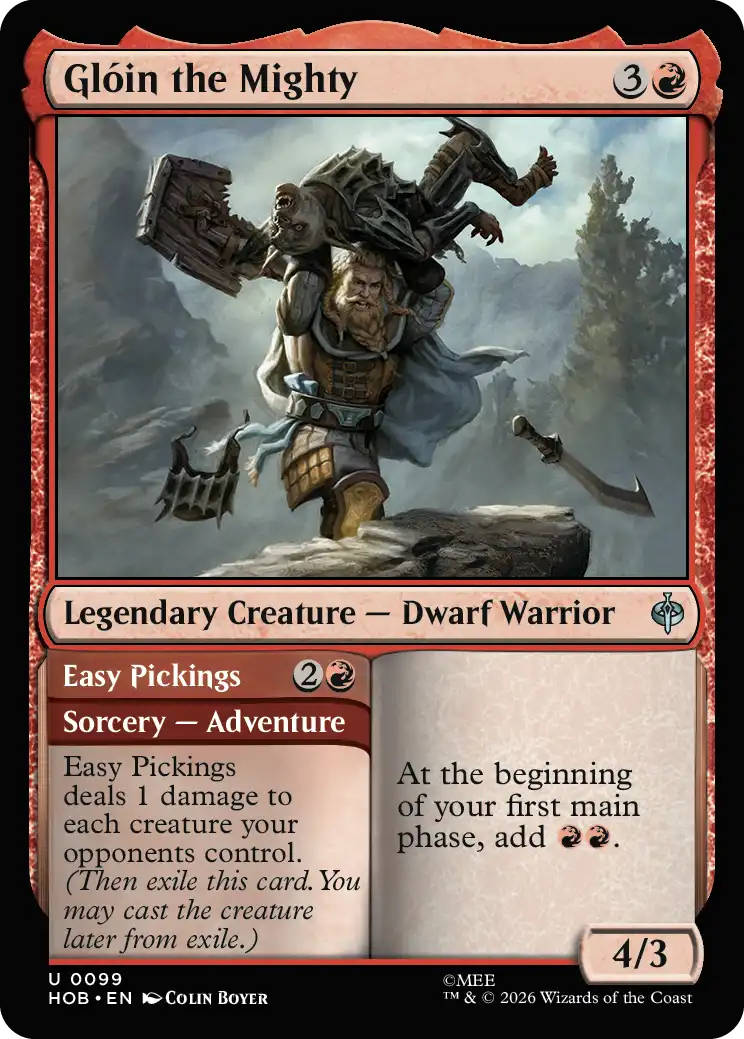 Glóin the Mighty 3
Legendary Creature — Dwarf Warrior
Easy Pickings 2
Sorcery — Adventure
Easy Pickings
deals 1 damage to
each creature your
opponents control.
(Then exile this card. You
may cast the creature
later from exile.)
At the beginning
of your first main
phase, add .
4/3
U 0099
HOB • EN Colin Boyer
©MEE
™ & © 2026 Wizards of the Coast